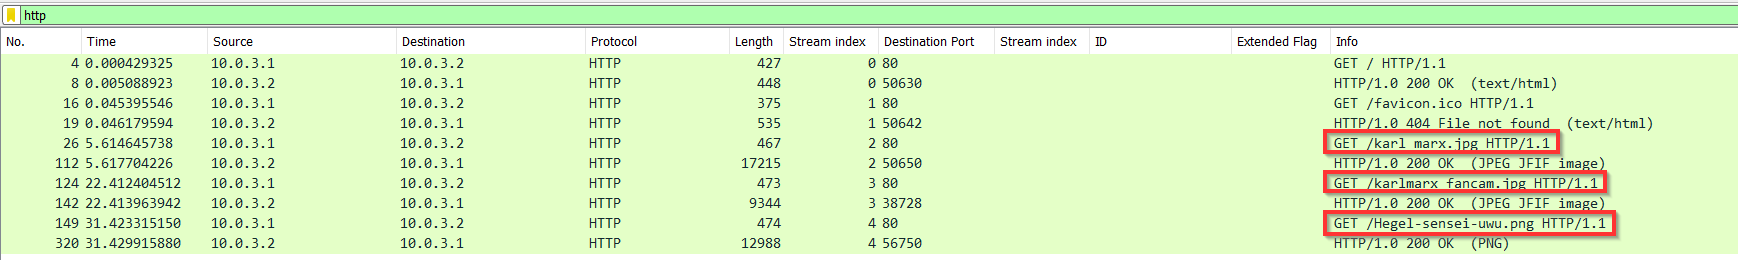 http
No. Time Source Destination Protocol Length Stream index Destination Port Stream index ID Extended Flag Info
4 0.000429325 10.0.3.1 10.0.3.2 HTTP 427 0 80 GET / HTTP/1.1
8 0.005088923 10.0.3.2 10.0.3.1 HTTP 448 0 50630 HTTP/1.0 200 OK (text/html)
16 0.045395546 10.0.3.1 10.0.3.2 HTTP 375 1 80 GET /favicon.ico HTTP/1.1
19 0.046179594 10.0.3.2 10.0.3.1 HTTP 535 1 50642 HTTP/1.0 404 File not found (text/html)
26 5.614645738 10.0.3.1 10.0.3.2 HTTP 467 2 80 GET /karl_marx.jpg HTTP/1.1
112 5.617704226 10.0.3.2 10.0.3.1 HTTP 17215 2 50650 HTTP/1.0 200 OK (JPEG JFIF image)
124 22.412404512 10.0.3.1 10.0.3.2 HTTP 473 3 80 GET /karlmarx_fancam.jpg HTTP/1.1
142 22.413963942 10.0.3.2 10.0.3.1 HTTP 9344 3 38728 HTTP/1.0 200 OK (JPEG JFIF image)
149 31.423315150 10.0.3.1 10.0.3.2 HTTP 474 4 80 GET /Hegel-sensei-uwu.png HTTP/1.1
320 31.429915880 10.0.3.2 10.0.3.1 HTTP 12988 4 56750 HTTP/1.0 200 OK (PNG)